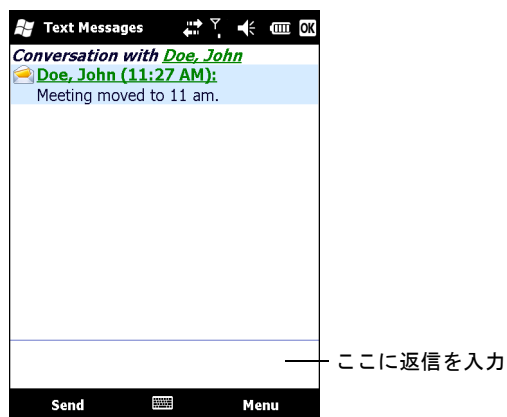 Text Messages OK
Conversation with Doe, John
Doe, John (11:27 AM):
Meeting moved to 11 am.
ここに返信を入力
Send Menu